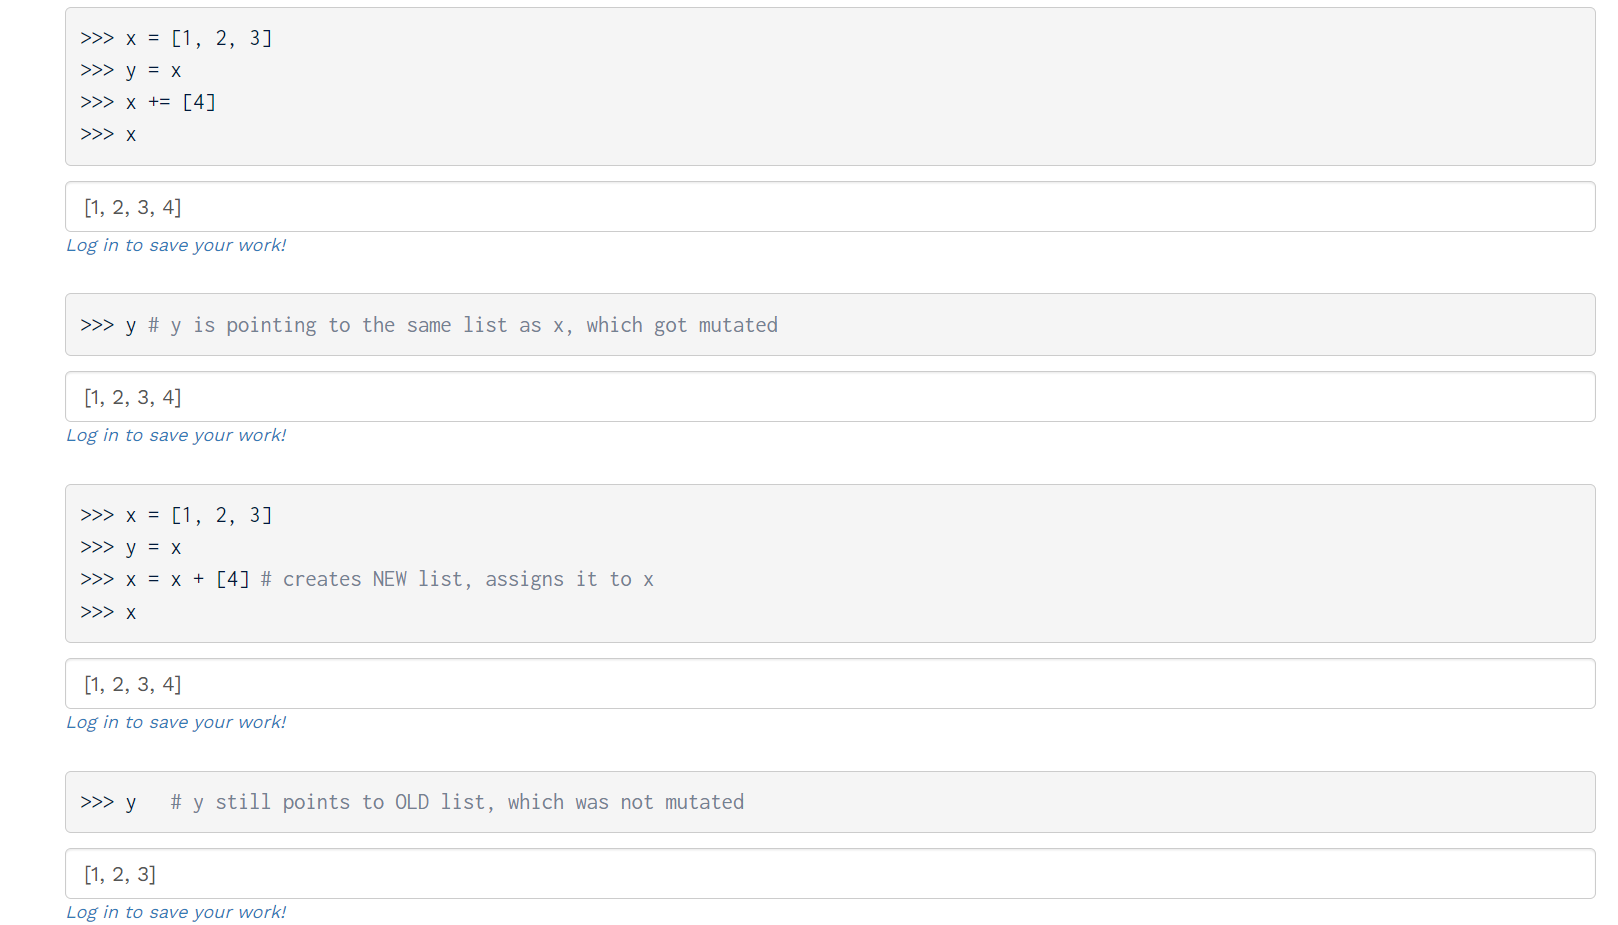 >>> x = [1, 2, 3]
>>> y = x
>>> x += [4]
>>> x
[1, 2, 3, 4]
Log in to save your work!
>>> y # y is pointing to the same list as x, which got mutated
[1, 2, 3, 4]
Log in to save your work!
>>> x = [1, 2, 3]
>>> y = x
>>> x = x + [4] # creates NEW list, assigns it to x
>>> x
[1, 2, 3, 4]
Log in to save your work!
>>> y   # y still points to OLD list, which was not mutated
[1, 2, 3]
Log in to save your work!